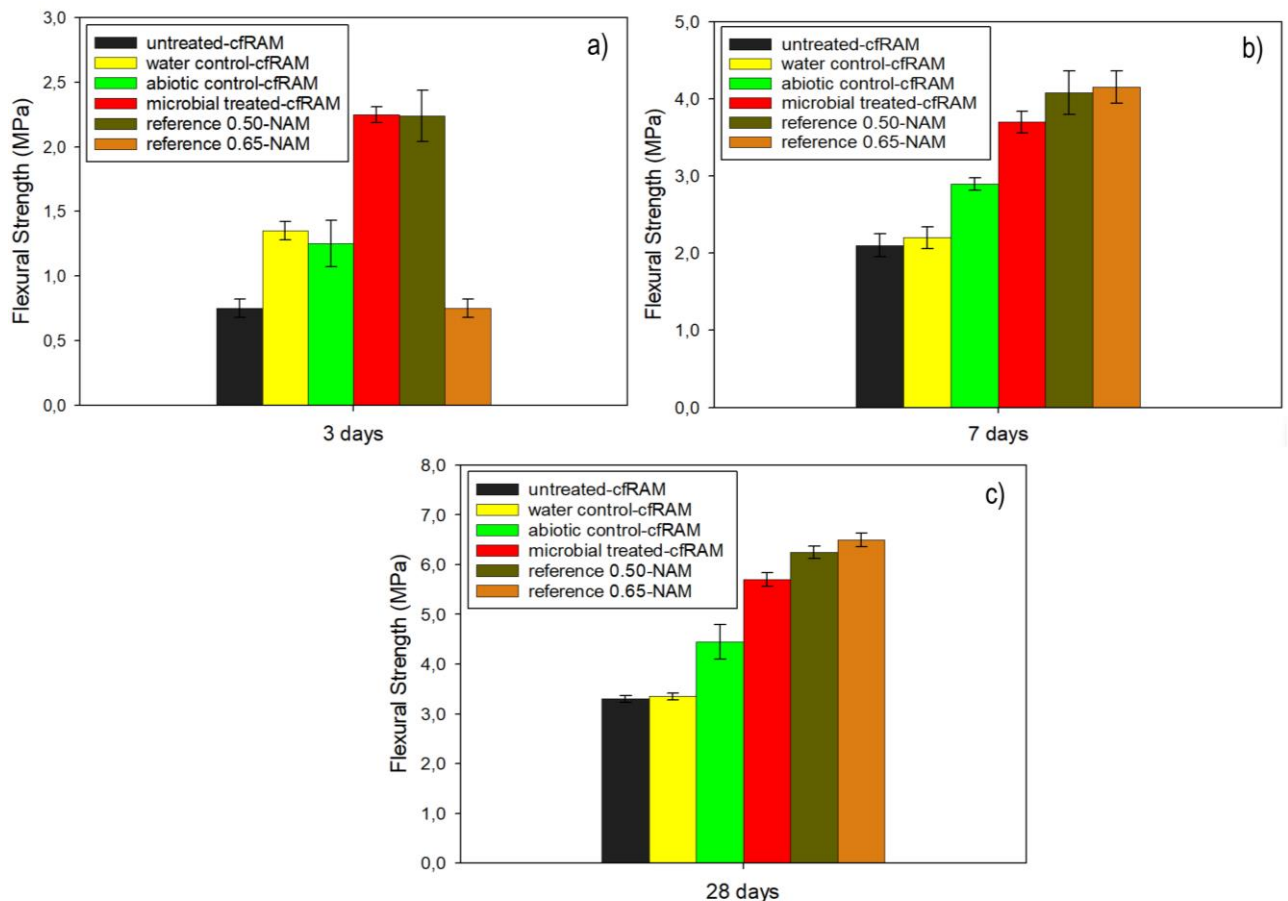 a)
Flexural Strength (MPa)
3,0
2,5
2,0
1,5
1,0
0,5
0,0
untreated-cfRAM
water control-cfRAM
abiotic control-cfRAM
microbial treated-cfRAM
reference 0.50-NAM
reference 0.65-NAM
3 days
b)
Flexural Strength (MPa)
5,0
4,0
3,0
2,0
1,0
0,0
untreated-cfRAM
water control-cfRAM
abiotic control-cfRAM
microbial treated-cfRAM
reference 0.50-NAM
reference 0.65-NAM
7 days
c)
Flexural Strength (MPa)
8,0
7,0
6,0
5,0
4,0
3,0
2,0
1,0
0,0
untreated-cfRAM
water control-cfRAM
abiotic control-cfRAM
microbial treated-cfRAM
reference 0.50-NAM
reference 0.65-NAM
28 days